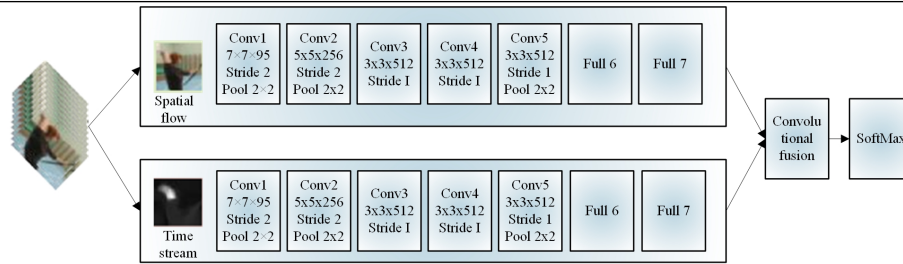 Spatial
flow
Conv1
7×7×95
Stride 2
Pool 2×2
Conv2
5x5x256
Stride 2
Pool 2x2
Conv3
3x3x512
Stride I
Conv4
3x3x512
Stride I
Conv5
3x3x512
Stride 1
Pool 2x2
Full 6
Full 7
Time
stream
Conv1
7×7×95
Stride 2
Pool 2×2
Conv2
5x5x256
Stride 2
Pool 2x2
Conv3
3x3x512
Stride I
Conv4
3x3x512
Stride I
Conv5
3x3x512
Stride 1
Pool 2x2
Full 6
Full 7
Convolu
tional
fusion
SoftMax